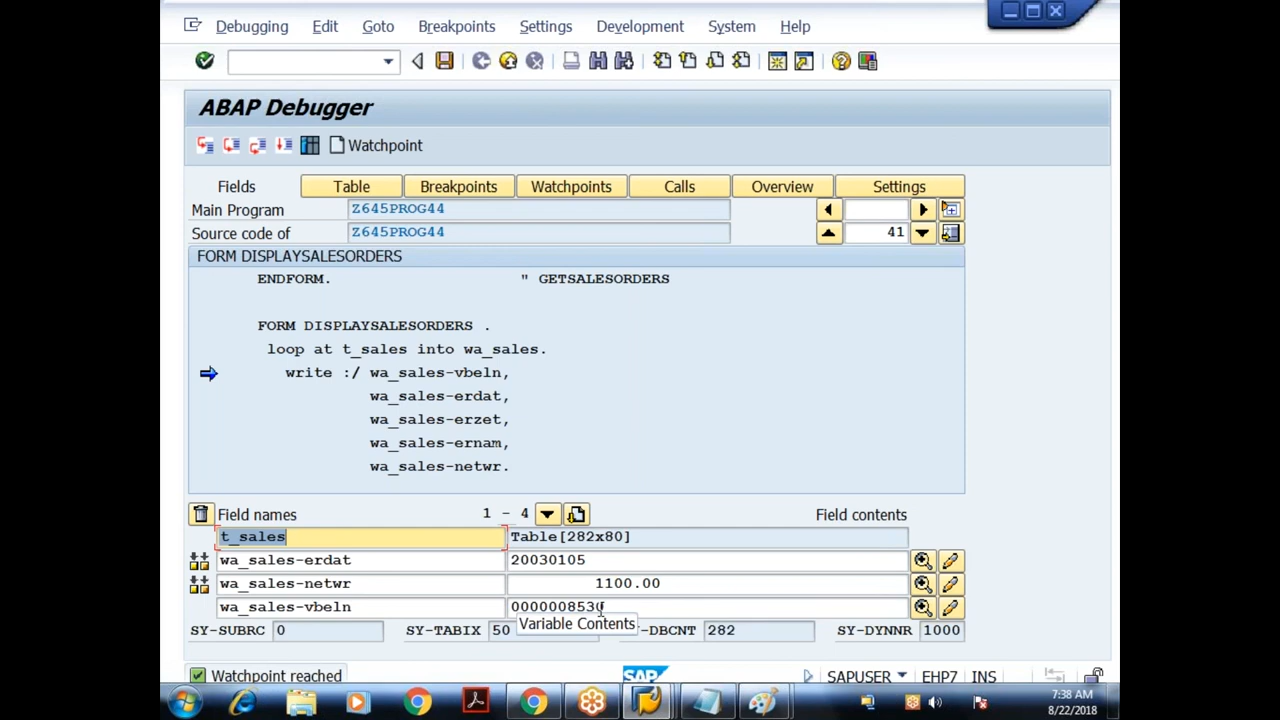 Debugging Edit Goto Breakpoints Settings Development System Help
ABAP Debugger
Watchpoint
Fields Table Breakpoints Watchpoints Calls Overview Settings
Main Program Z645PROG44
Source code of Z645PROG44 41
FORM DISPLAYSALESORDERS
ENDFORM. " GETSALESORDERS
FORM DISPLAYSALESORDERS .
loop at t_sales into wa_sales.
write :/ wa_sales-vbeln,
wa_sales-erdat,
wa_sales-erzet,
wa_sales-ernam,
wa_sales-netwr.
Field names 1 - 4 Field contents
t_sales Table[282x80]
wa_sales-erdat 20030105
wa_sales-netwr 1100.00
wa_sales-vbeln 0000008530
Variable Contents
SY-SUBRC 0 SY-TABIX 50 -DBCNT 282 SY-DYNNR 1000
Watchpoint reached SAP SAPUSER EHP7 INS
7:38 AM
8/22/2018